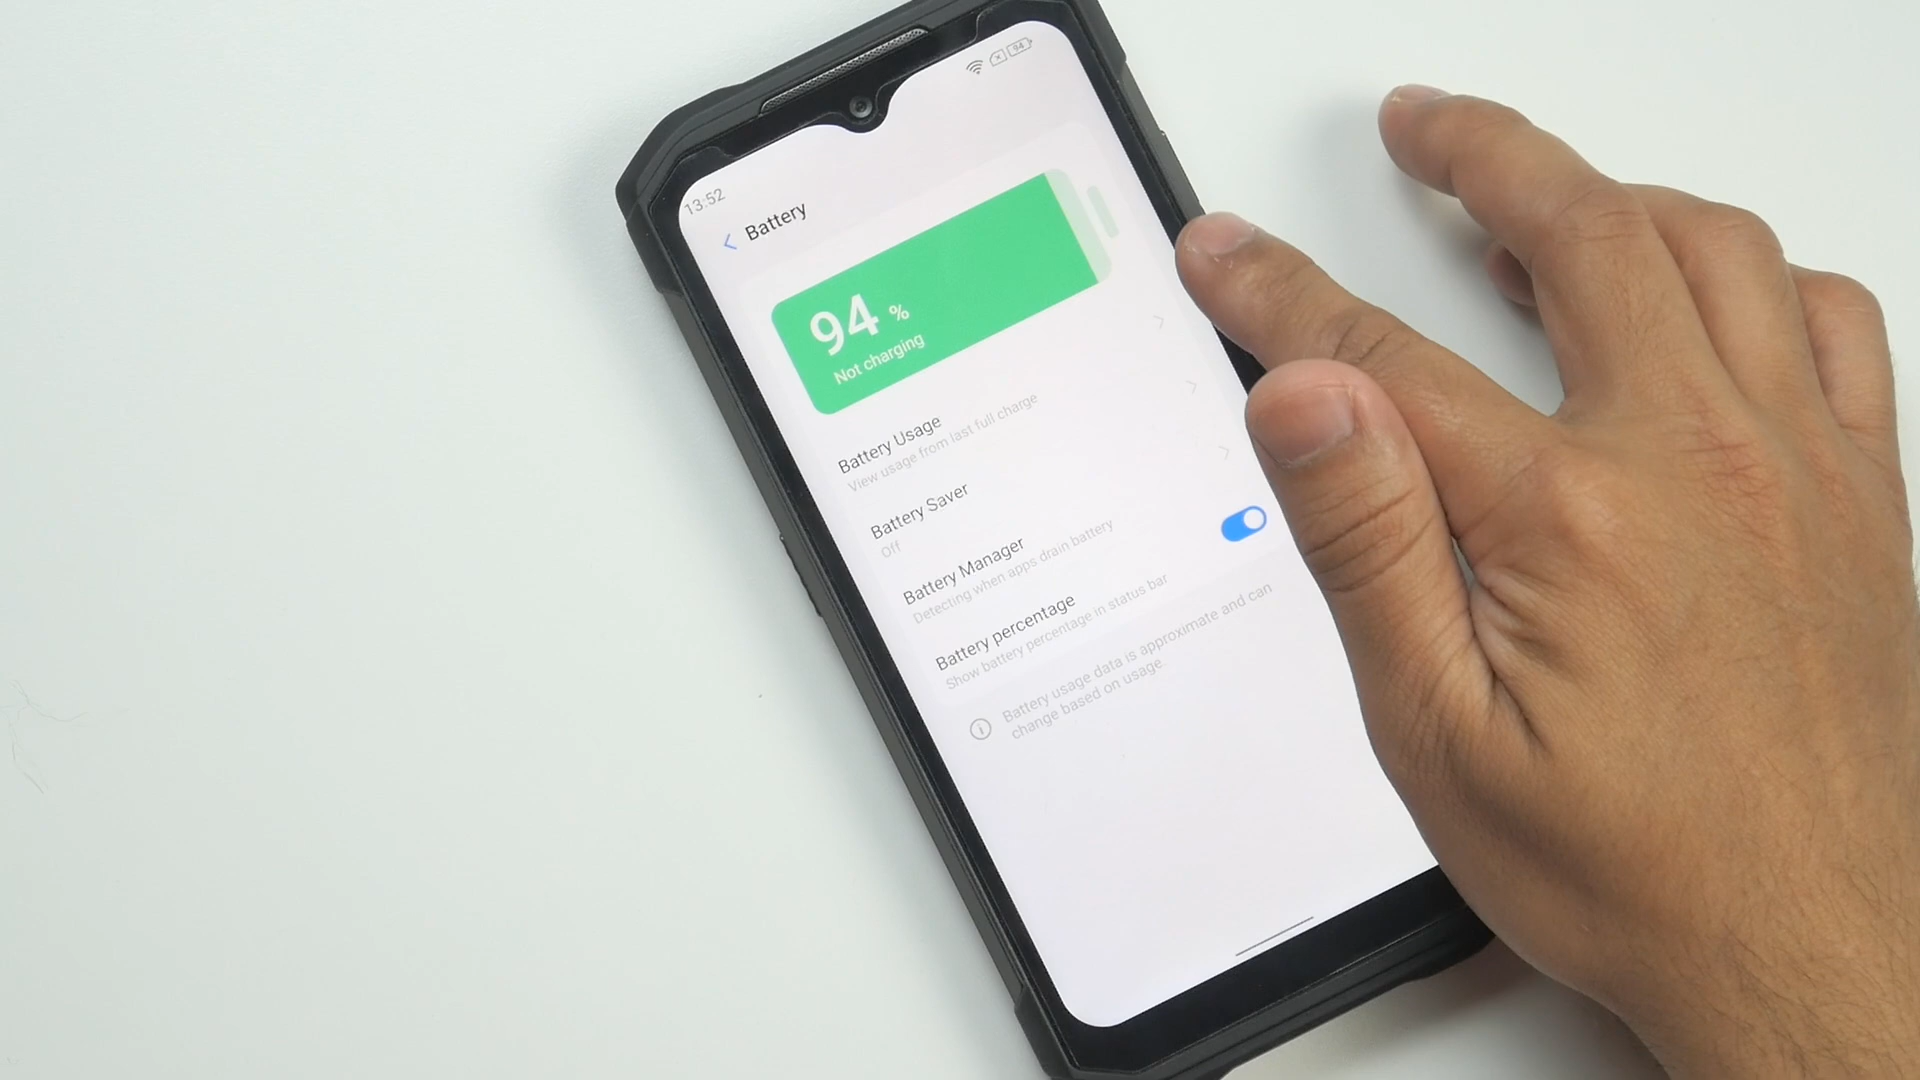 13:52
94
Battery
94 %
Not charging
Battery Usage
View usage from last full charge
Battery Saver
Off
Battery Manager
Detecting when apps drain battery
Battery percentage
Show battery percentage in status bar
Battery usage data is approximate and can
change based on usage.